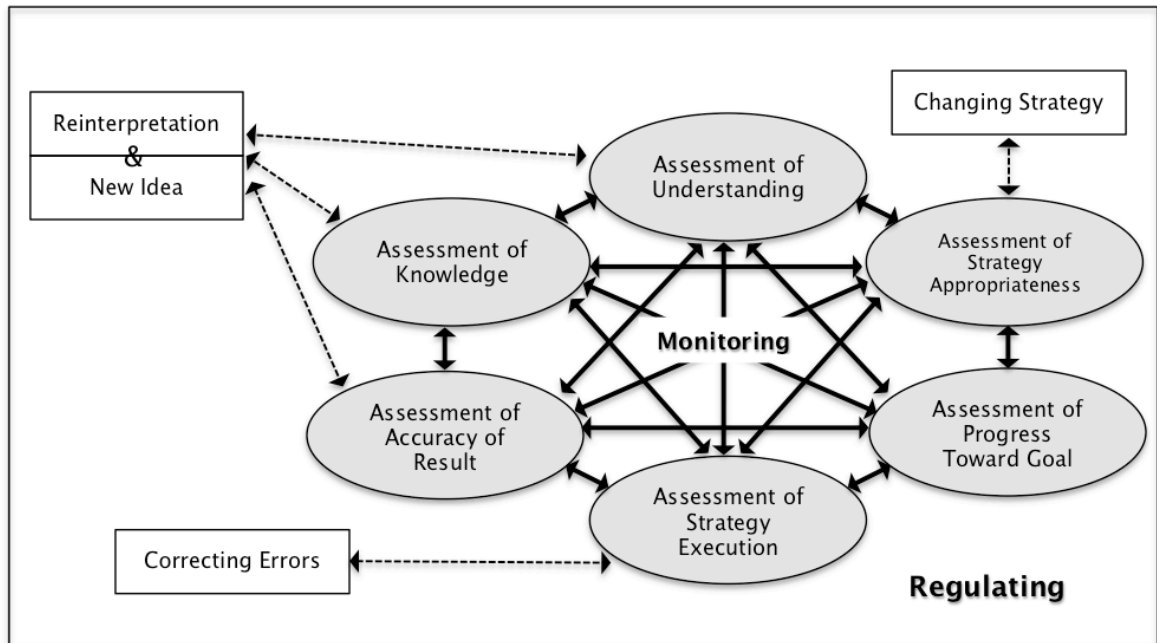 Reinterpretation
&
New Idea
Changing Strategy
Assessment of
Understanding
Assessment of
Knowledge
Assessment of
Strategy
Appropriateness
Monitoring
Assessment of
Accuracy of
Result
Assessment of
Progress
Toward Goal
Assessment of
Strategy
Execution
Correcting Errors
Regulating